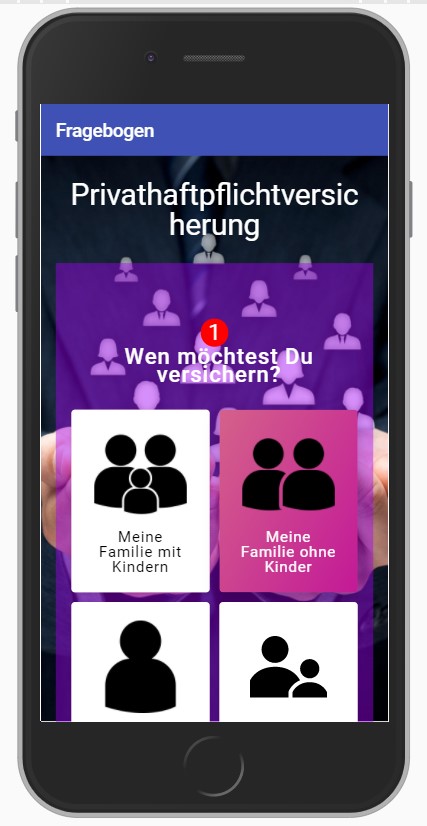 Fragebogen
Privathaftpflichtversic
herung
1
Wen möchtest Du
versichern?
Meine
Familie mit
Kindern
Meine
Familie ohne
Kinder